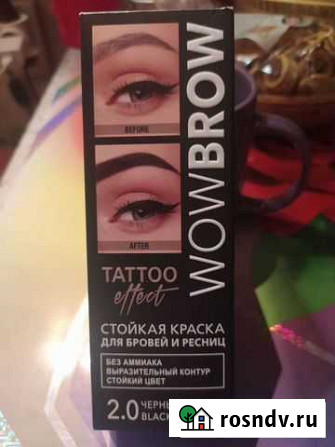 BEFORE
AFTER
WOWBROW
TATTOO
effect
СТОЙКАЯ КРАСКА
ДЛЯ БРОВЕЙ И РЕСНИЦ
БЕЗ АММИАКА
ВЫРАЗИТЕЛЬНЫЙ КОНТУР
СТОЙКИЙ ЦВЕТ
2.0
BLACK
rosndv.ru